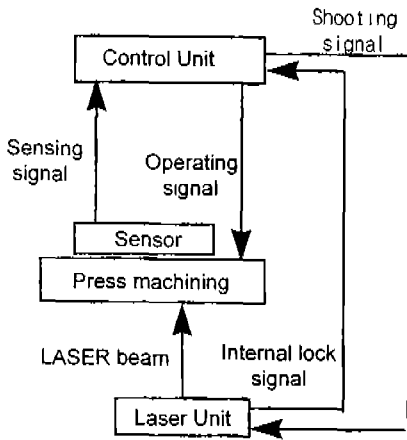 Shooting
signal
Control Unit
Sensing
signal
Operating
signal
Sensor
Press machining
LASER beam
Internal lock
signal
Laser Unit